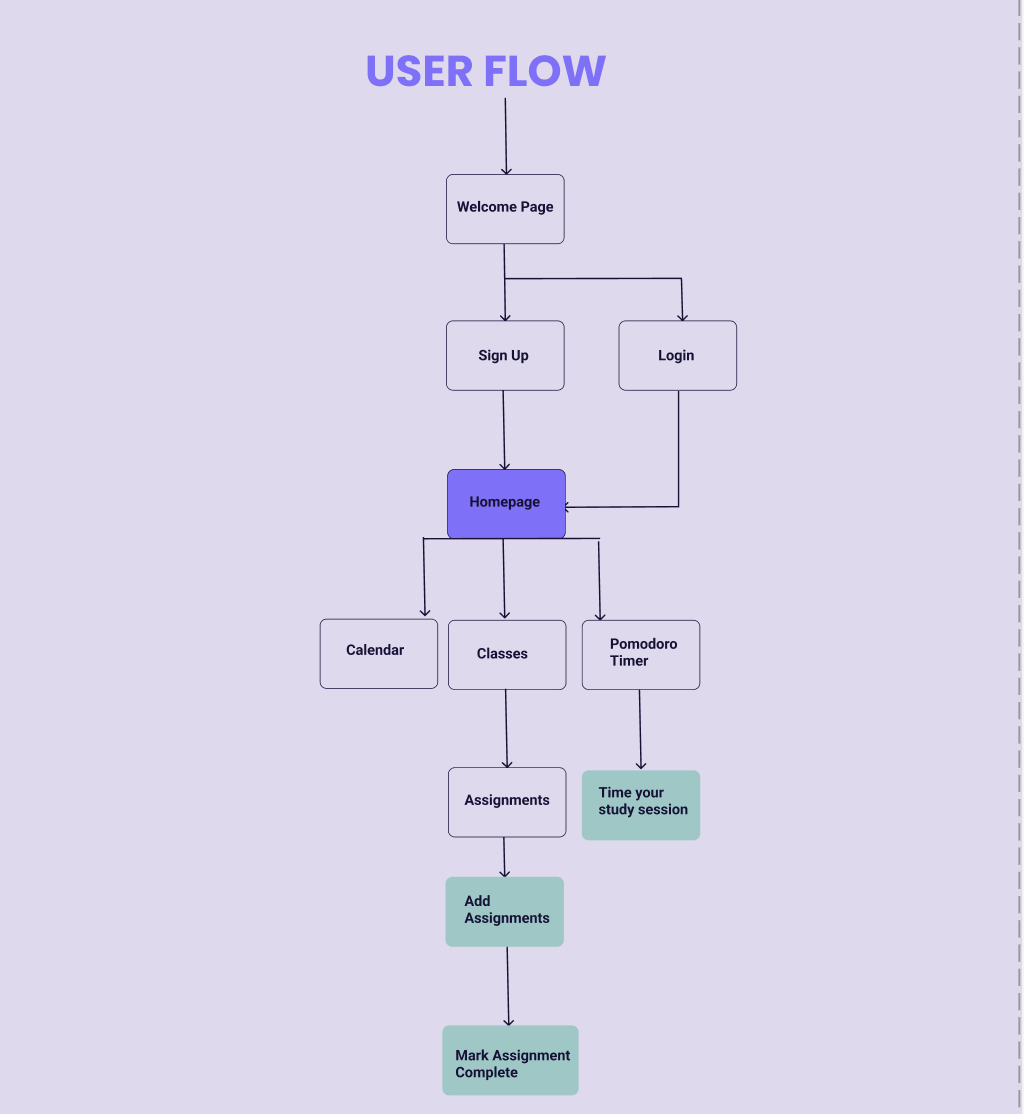 USER FLOW
Welcome Page
Sign Up
Login
Homepage
Calendar
Classes
Pomodoro
Timer
Assignments
Time your
study session
Add
Assignments
Mark Assignment
Complete